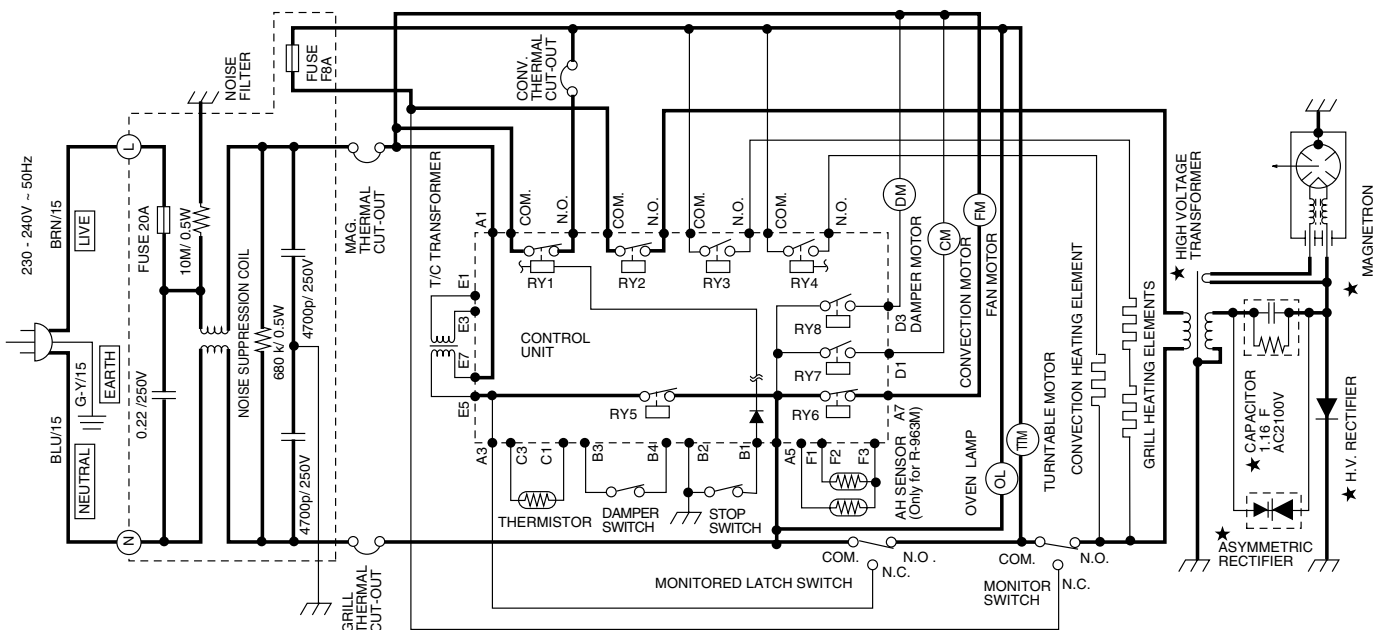 230 - 240V ~ 50Hz
BRN/15
LIVE
G-Y/15
EARTH
BLU/15
NEUTRAL
L
N
FUSE 20A
10M/ 0.5W
0.22 /250V
NOISE
FILTER
NOISE SUPPRESSION COIL
680 k/ 0.5W
4700p/ 250V
4700p/ 250V
FUSE
F8A
MAG.
THERMAL
CUT-OUT
GRILL
THERMAL
CUT-OUT
CONV.
THERMAL
CUT-OUT
T/C TRANSFORMER
E1
E3
E7
E5
A1
COM.
N.O.
COM.
N.O.
COM.
N.O.
COM.
N.O.
RY1
RY2
RY3
RY4
CONTROL
UNIT
RY8
RY7
RY5
RY6
D3
D1
A7
A3
C3
C1
B3
B4
B2
B1
A5
F1
F2
F3
THERMISTOR
DAMPER
SWITCH
STOP
SWITCH
AH SENSOR
(Only for R-963M)
DM
CM
FM
DAMPER MOTOR
CONVECTION MOTOR
FAN MOTOR
OVEN LAMP
OL
TM
TURNTABLE MOTOR
CONVECTION HEATING ELEMENT
GRILL HEATING ELEMENTS
COM.
N.O .
N.C.
MONITORED LATCH SWITCH
COM.
N.O.
N.C.
MONITOR
SWITCH
★ HIGH VOLTAGE
TRANSFORMER
★ CAPACITOR
1.16 F
AC2100V
★ MAGNETRON
★ H.V. RECTIFIER
★
ASYMMETRIC
RECTIFIER